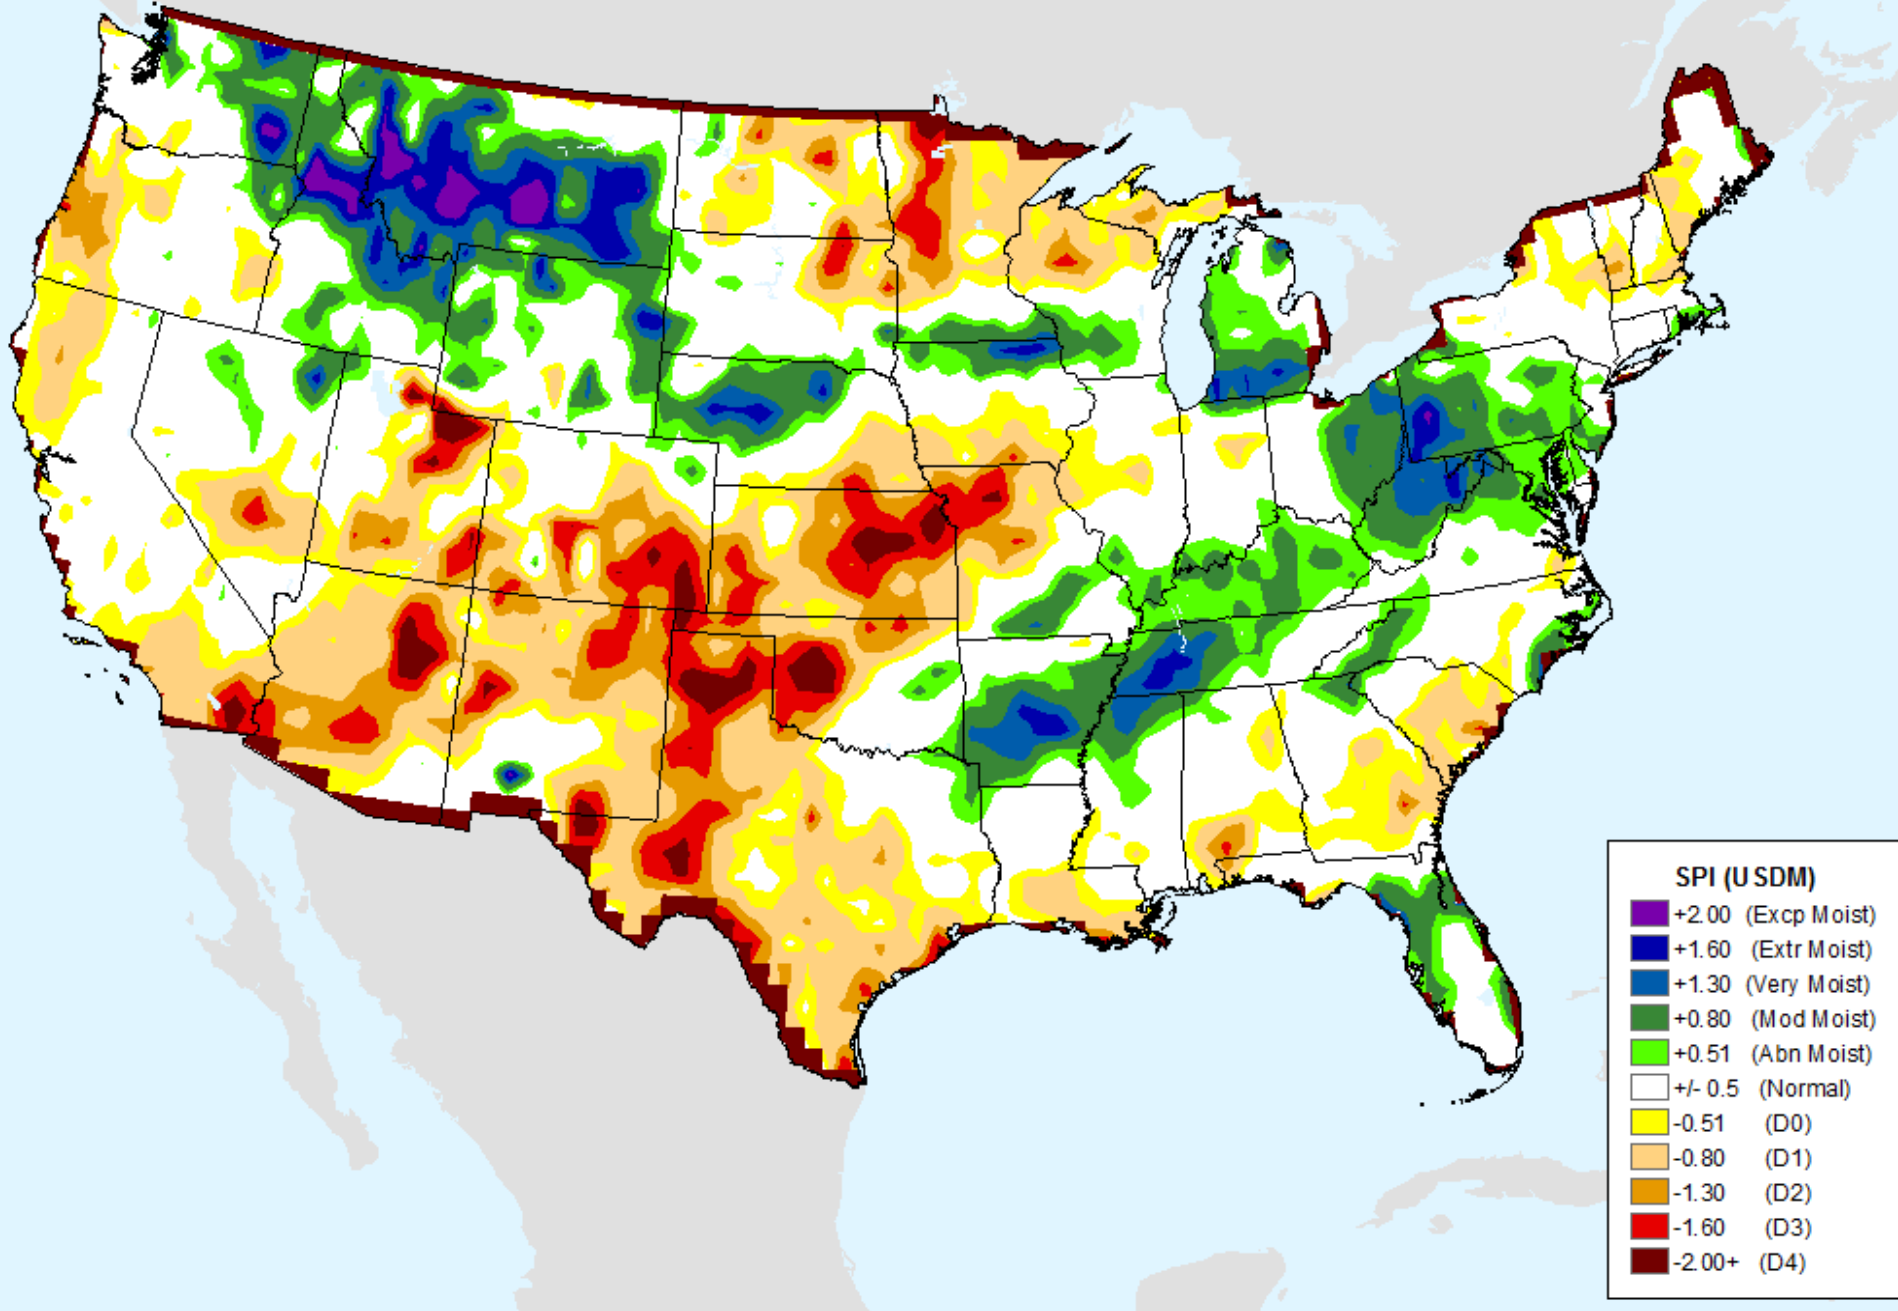 SPI (USDM)
+2.00 (Excp Moist)
+1.60 (Extr Moist)
+1.30 (Very Moist)
+0.80 (Mod Moist)
+0.51 (Abn Moist)
+/- 0.5 (Normal)
-0.51 (D0)
-0.80 (D1)
-1.30 (D2)
-1.60 (D3)
-2.00+ (D4)